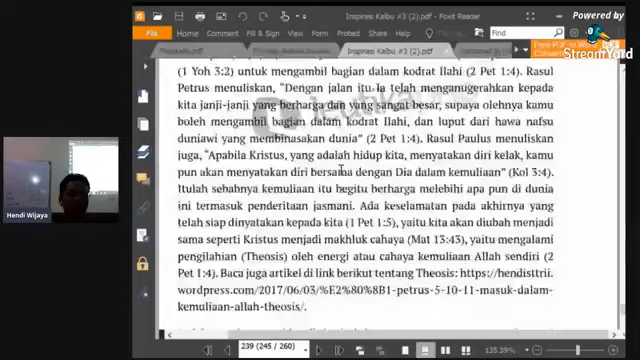 Inspirasi Kalbu #3 (2).pdf - Foxit Reader
Powered by
StreamYard
File
Home
Comment
View
Form
Protect
Share
Help
Find
Inspirasi Kalbu #3 (2).pdf
(1 Yoh 3:2) untuk mengambil bagian dalam kodrat Ilahi (2 Pet 1:4). Rasul
Petrus menuliskan, “Dengan jalan itu Ia telah menganugerahkan kepada
kita janji-janji yang berharga dan yang sangat besar, supaya olehnya kamu
boleh mengambil bagian dalam kodrat Ilahi, dan luput dari hawa nafsu
duniawi yang membinasakan dunia” (2 Pet 1:4). Rasul Paulus menuliskan
juga, “Apabila Kristus, yang adalah hidup kita, menyatakan diri kelak, kamu
pun akan menyatakan diri bersama dengan Dia dalam kemuliaan” (Kol 3:4).
Itulah sebabnya kemuliaan itu begitu berharga melebihi apa pun di dunia
ini termasuk penderitaan jasmani. Ada keselamatan pada akhirnya yang
telah siap dinyatakan kepada kita (1 Pet 1:5), yaitu kita akan diubah menjadi
sama seperti Kristus menjadi makhluk cahaya (Mat 13:43), yaitu mengalami
pengilahian (Theosis) oleh energi atau cahaya kemuliaan Allah sendiri (2
Pet 1:4). Baca juga artikel di link berikut tentang Theosis: https://hendisttrii.
wordpress.com/2017/06/03/%E2%80%8B1-petrus-5-10-11-masuk-dalam-
kemuliaan-allah-theosis/.
Hendi Wijaya
239 (245 / 260)
135.39%